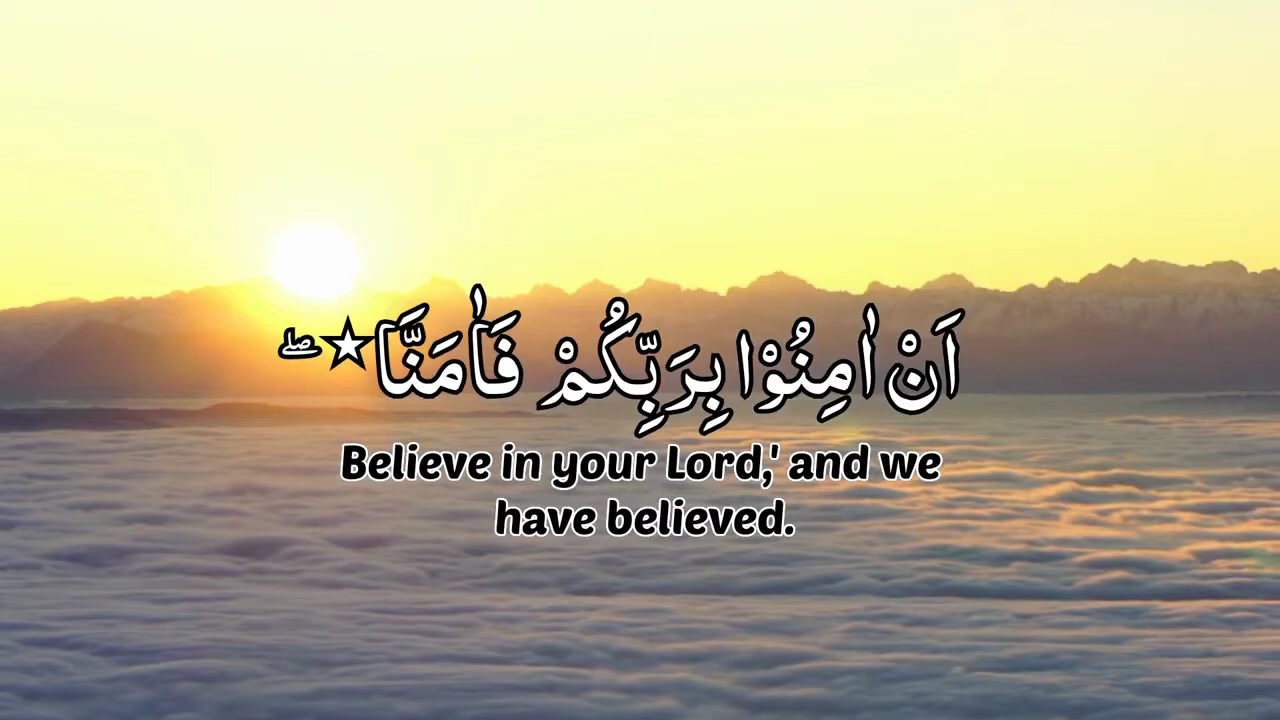 اَنْ اٰمِنُوْا بِرَبِّكُمْ فَاٰمَنَّا ★ ۖ
Believe in your Lord,' and we
have believed.